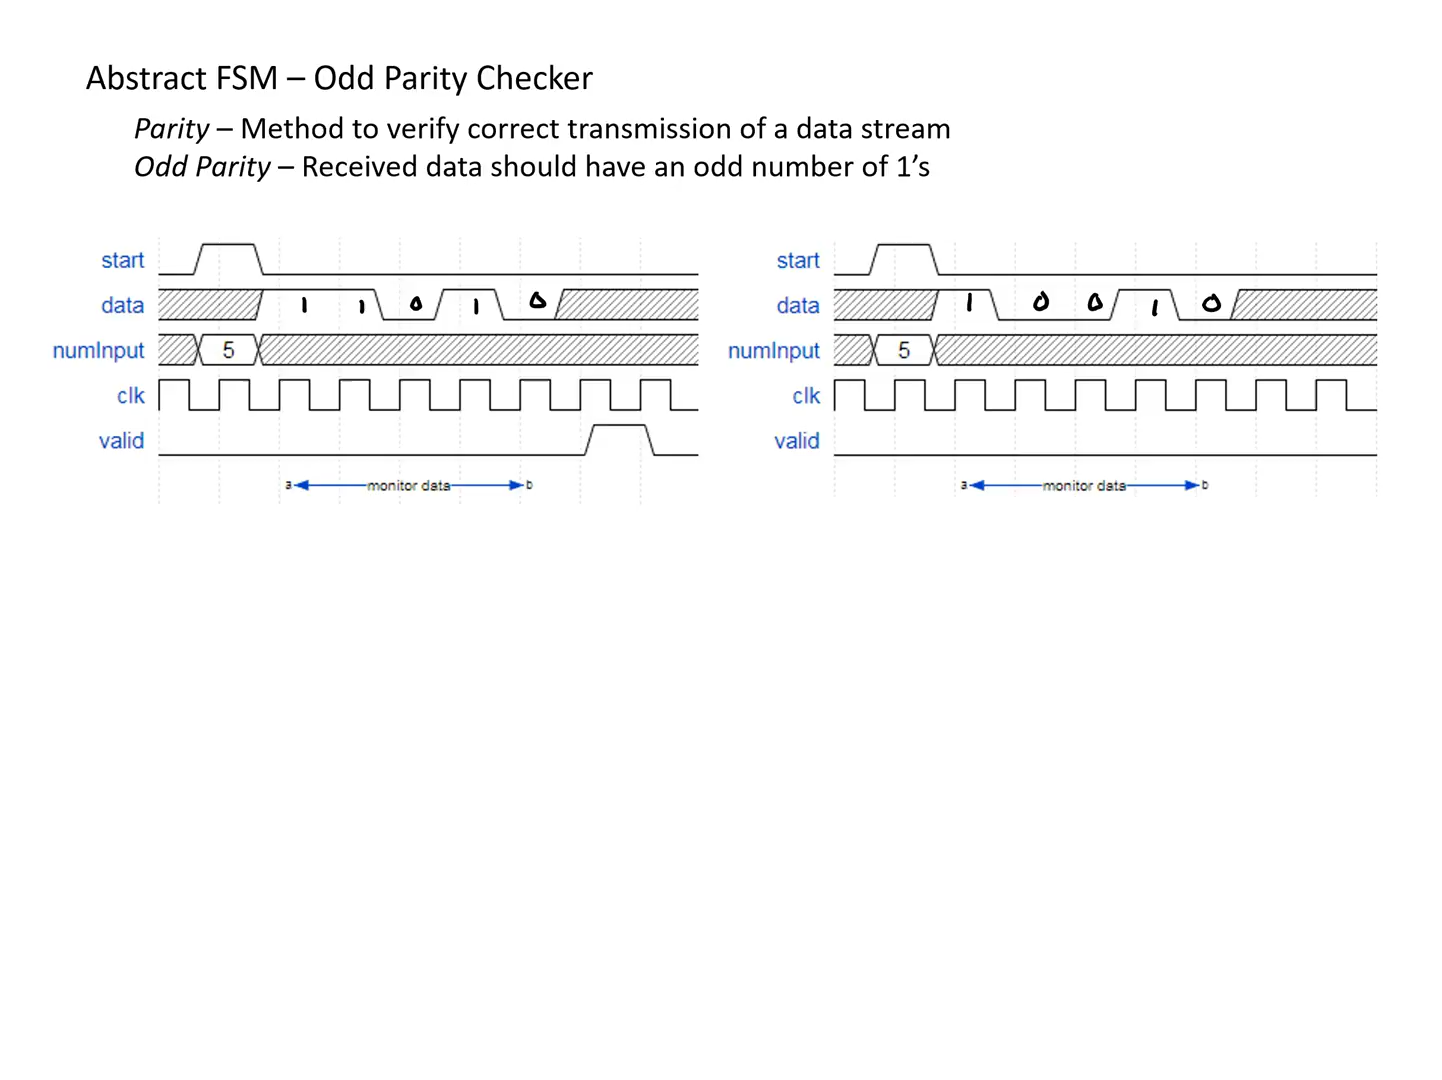 Abstract FSM – Odd Parity Checker
Parity – Method to verify correct transmission of a data stream
Odd Parity – Received data should have an odd number of 1’s
start
data 1 1 0 1 0
numInput 5
clk
valid
a monitor data b
start
data 1 0 0 1 0
numInput 5
clk
valid
a monitor data b